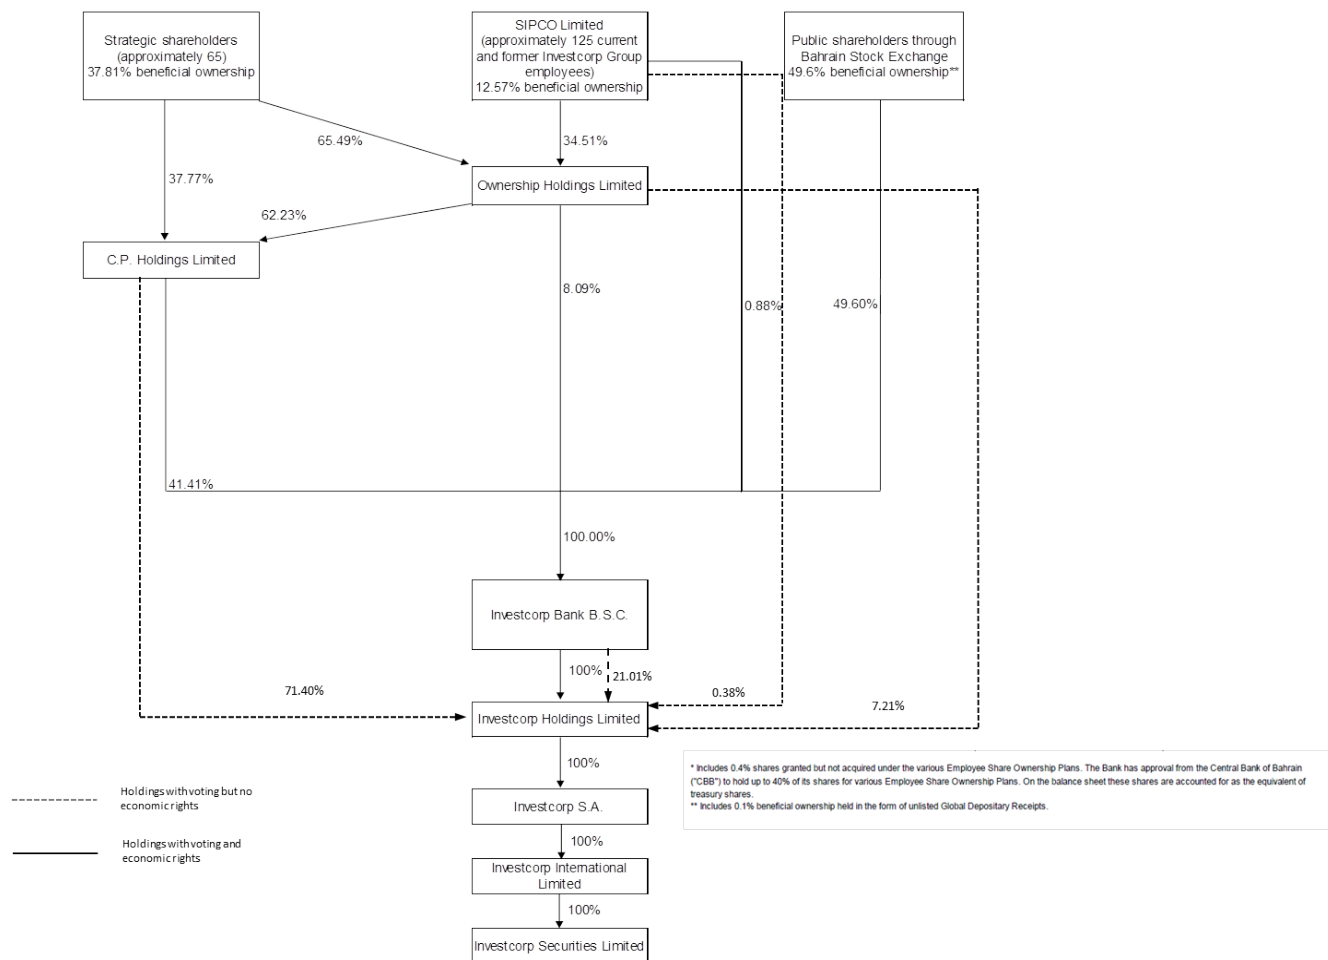 Strategic shareholders
(approximately 65)
37.81% beneficial ownership
SIPCO Limited
(approximately 125 current
and former Investcorp Group
employees)
12.57% beneficial ownership
Public shareholders through
Bahrain Stock Exchange
49.6% beneficial ownership**
65.49%
34.51%
37.77%
Ownership Holdings Limited
62.23%
C.P. Holdings Limited
8.09%
0.88%
49.60%
41.41%
100.00%
Investcorp Bank B.S.C.
100%
21.01%
71.40%
0.38%
7.21%
Investcorp Holdings Limited
100%
Investcorp S.A.
100%
Investcorp International
Limited
100%
Investcorp Securities Limited
Holdings with voting but no
economic rights
Holdings with voting and
economic rights
* Includes 0.4% shares granted but not acquired under the various Employee Share Ownership Plans. The Bank has approval from the Central Bank of Bahrain
("CBB") to hold up to 40% of its shares for various Employee Share Ownership Plans. On the balance sheet these shares are accounted for as the equivalent of
treasury shares.
** Includes 0.1% beneficial ownership held in the form of unlisted Global Depositary Receipts.